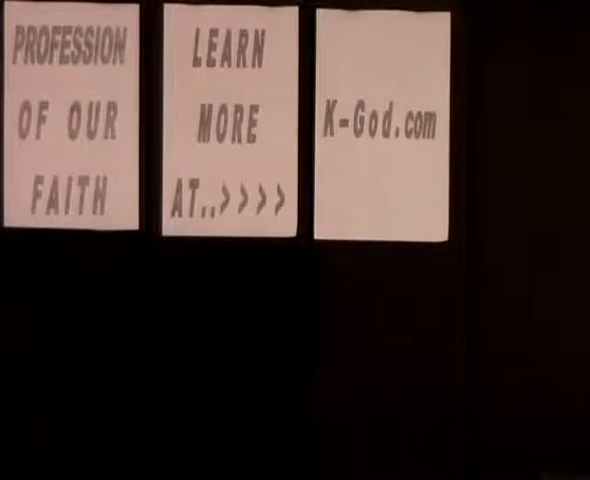 PROFESSION
OF OUR
FAITH
LEARN
MORE
AT..>>>>
K-God.com